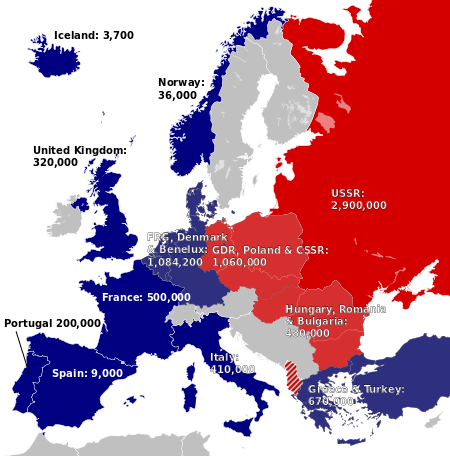 Iceland: 3,700
Norway:
36,000
United Kingdom:
320,000
USSR:
2,900,000
FRG, Denmark
& Benelux:
1,084,200
GDR, Poland & CSSR:
1,060,000
France: 500,000
Hungary, Romania
& Bulgaria:
430,000
Portugal 200,000
Italy:
410,000
Spain: 9,000
Greece & Turkey:
670,000